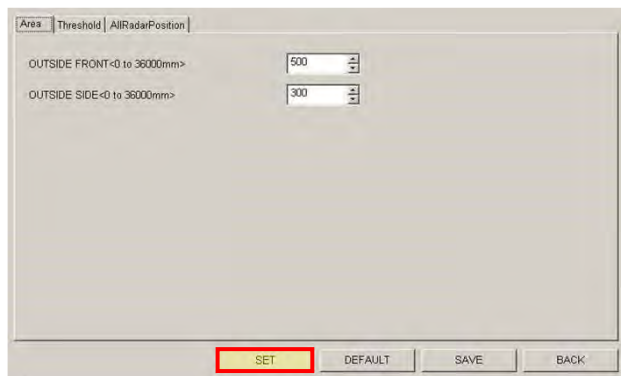 Area Threshold AllRadarPosition
OUTSIDE FRONT<0 to 36000mm> 500
OUTSIDE SIDE<0 to 36000mm> 300
SET DEFAULT SAVE BACK